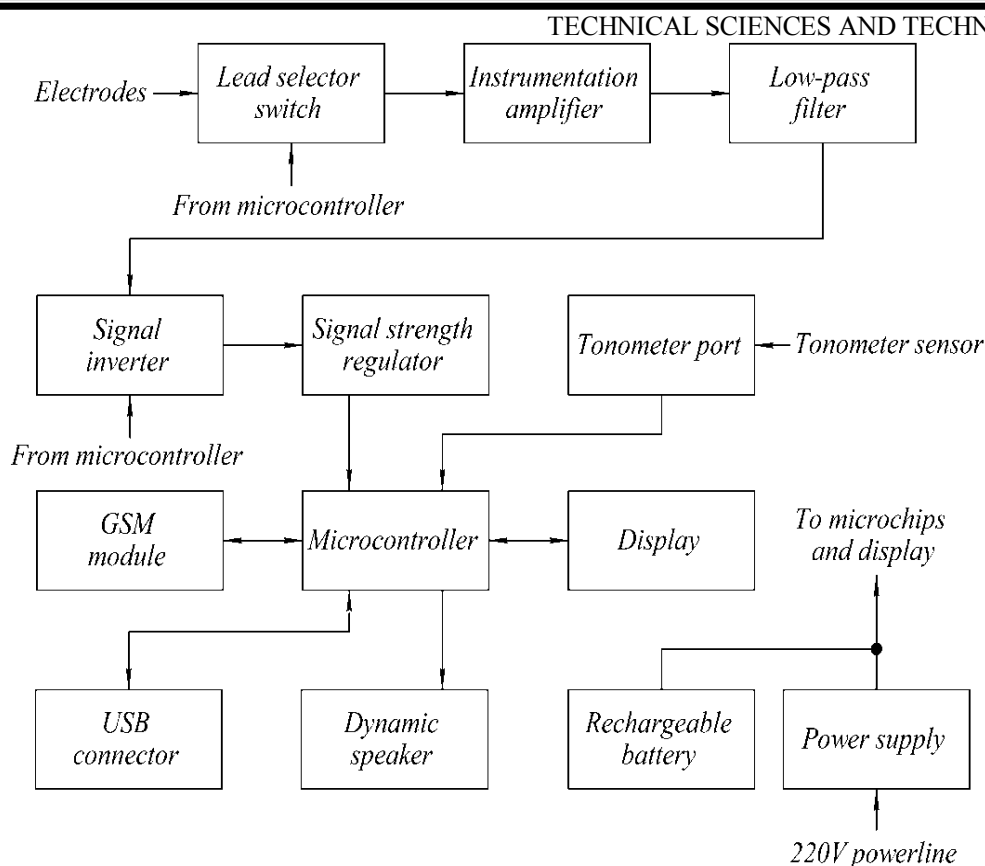 TECHNICAL SCIENCES AND TECHN
Electrodes
Lead selector
switch
Instrumentation
amplifier
Low-pass
filter
From microcontroller
Signal
inverter
Signal strength
regulator
Tonometer port
Tonometer sensor
From microcontroller
GSM
module
Microcontroller
Display
To microchips
and display
USB
connector
Dynamic
speaker
Rechargeable
battery
Power supply
220V powerline